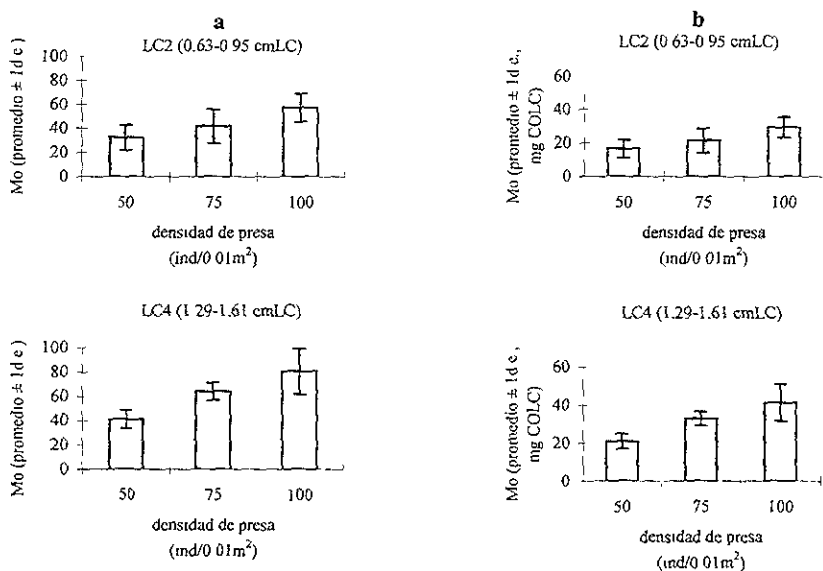 a
LC2 (0.63-0 95 cmLC)
Mo (promedio ± 1d e )
100
80
60
40
20
0
50 75 100
densidad de presa
(ind/0 01m²)
b
LC2 (0 63-0 95 cmLC)
Mo (promedio ± 1d e.,
mg COLC)
60
40
20
0
50 75 100
densidad de presa
(ind/0 01m²)
LC4 (1 29-1.61 cmLC)
Mo (promedio ± 1d e )
100
80
60
40
20
0
50 75 100
densidad de presa
(ind/0 01m²)
LC4 (1.29-1.61 cmLC)
Mo (promedio ± 1d e ,
mg COLC)
60
40
20
0
50 75 100
densidad de presa
(ind/0 01m²)